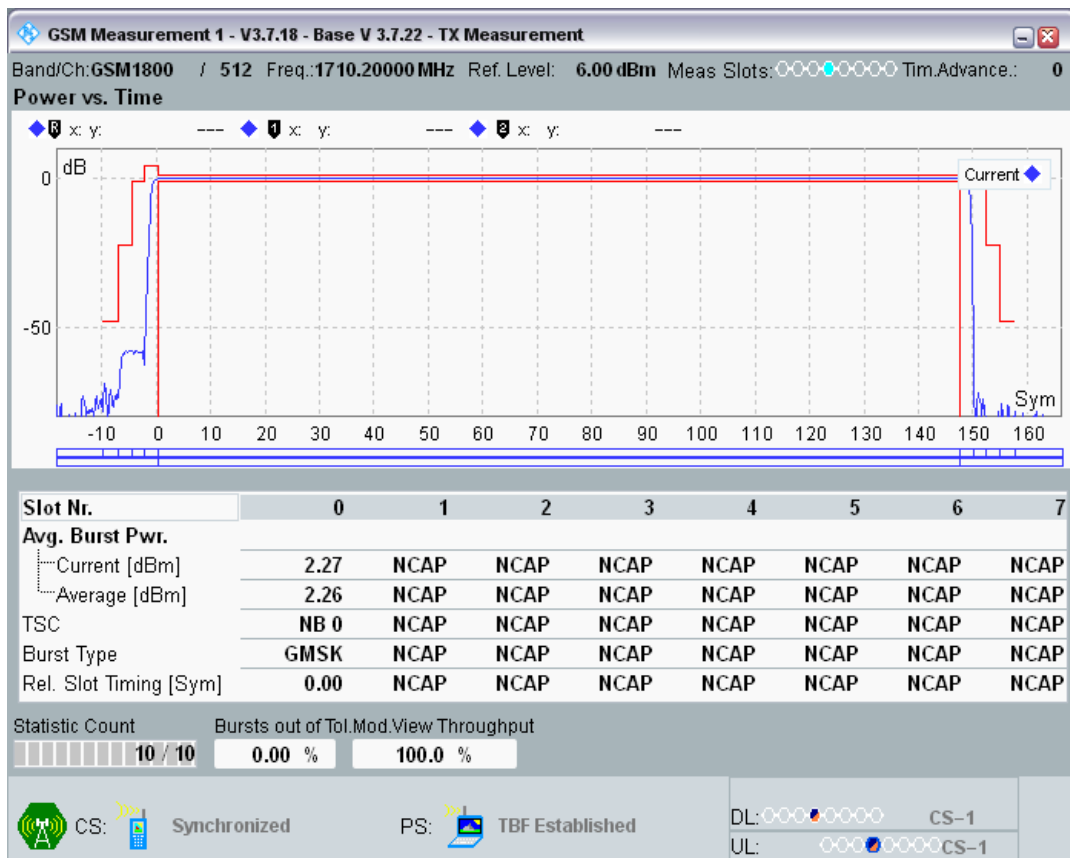 GSM Measurement 1 - V3.7.18 - Base V 3.7.22 - TX Measurement
Band/Ch:GSM1800 / 512 Freq.:1710.20000 MHz Ref. Level: 6.00 dBm Meas Slots: Tim.Advance.: 0
Power vs. Time
R x: y: --- 1 x: y: --- 2 x: y: ---
dB
0
Current
-50
Sym
-10 0 10 20 30 40 50 60 70 80 90 100 110 120 130 140 150 160
Slot Nr. 0 1 2 3 4 5 6 7
Avg. Burst Pwr.
Current [dBm] 2.27 NCAP NCAP NCAP NCAP NCAP NCAP NCAP
Average [dBm] 2.26 NCAP NCAP NCAP NCAP NCAP NCAP NCAP
TSC NB 0 NCAP NCAP NCAP NCAP NCAP NCAP NCAP
Burst Type GMSK NCAP NCAP NCAP NCAP NCAP NCAP NCAP
Rel. Slot Timing [Sym] 0.00 NCAP NCAP NCAP NCAP NCAP NCAP NCAP
Statistic Count Bursts out of Tol.Mod.View Throughput
10 / 10 0.00 % 100.0 %
CS: Synchronized PS: TBF Established
DL: CS-1
UL: CS-1